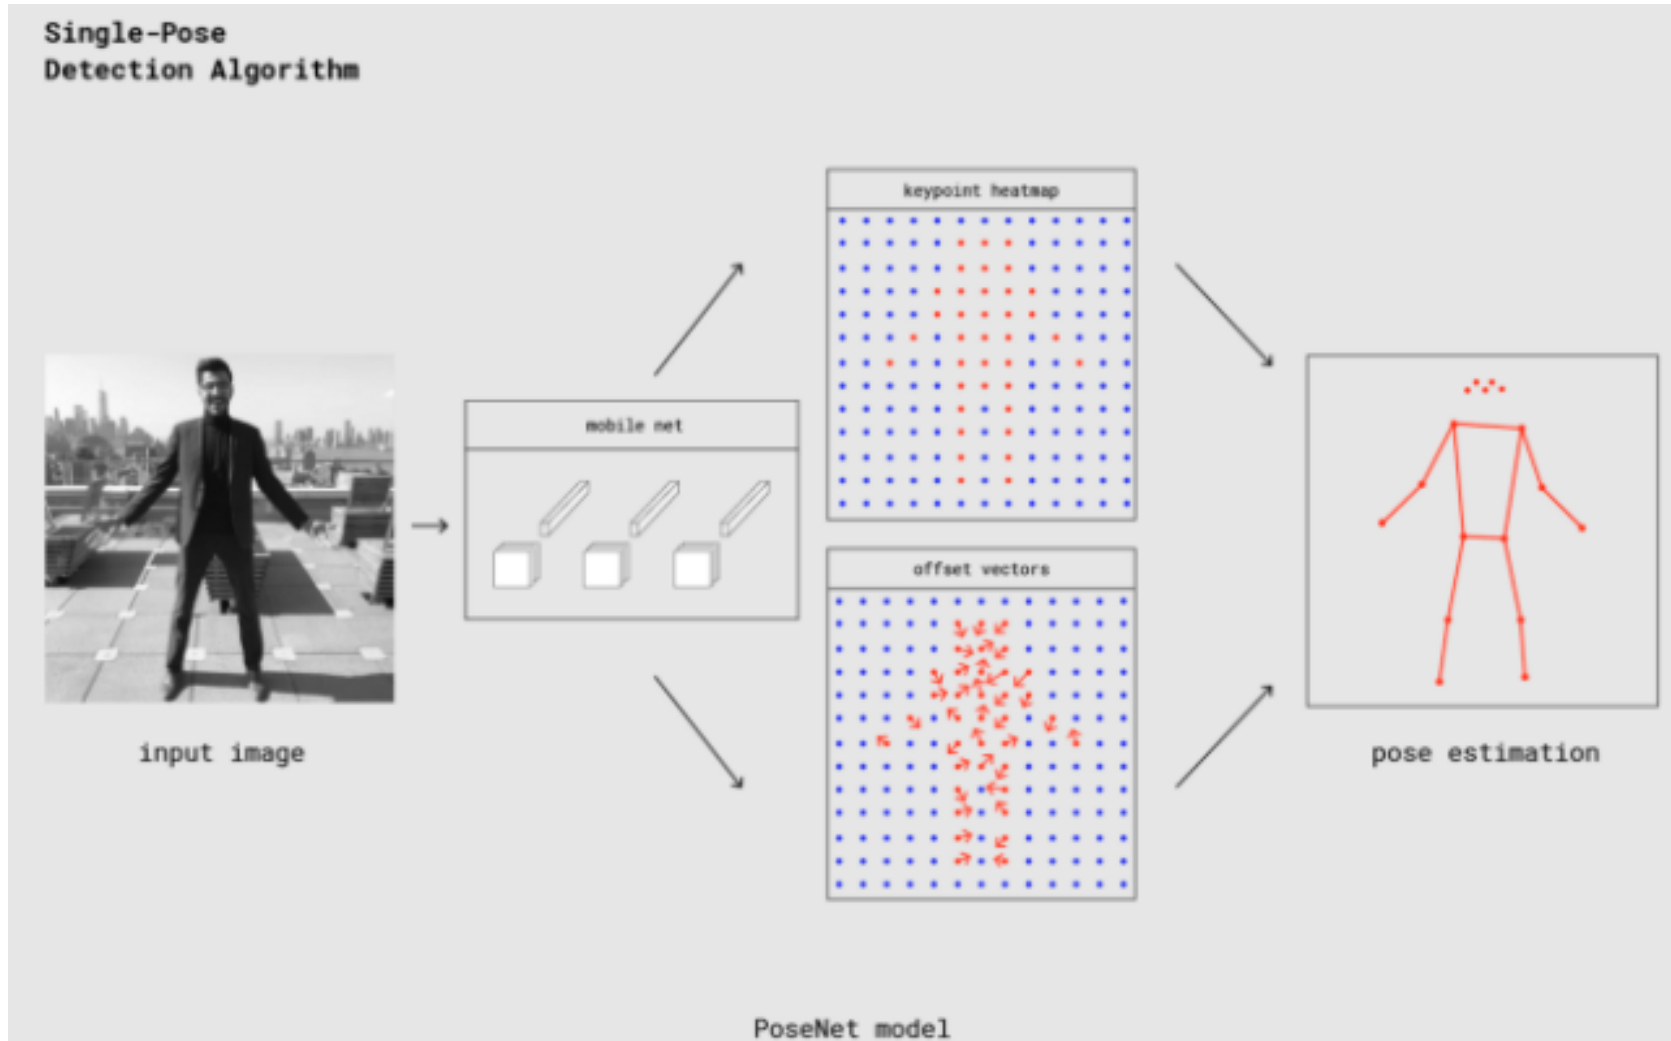 Single-Pose
Detection Algorithm
keypoint heatmap
mobile net
offset vectors
input image
pose estimation
PoseNet model